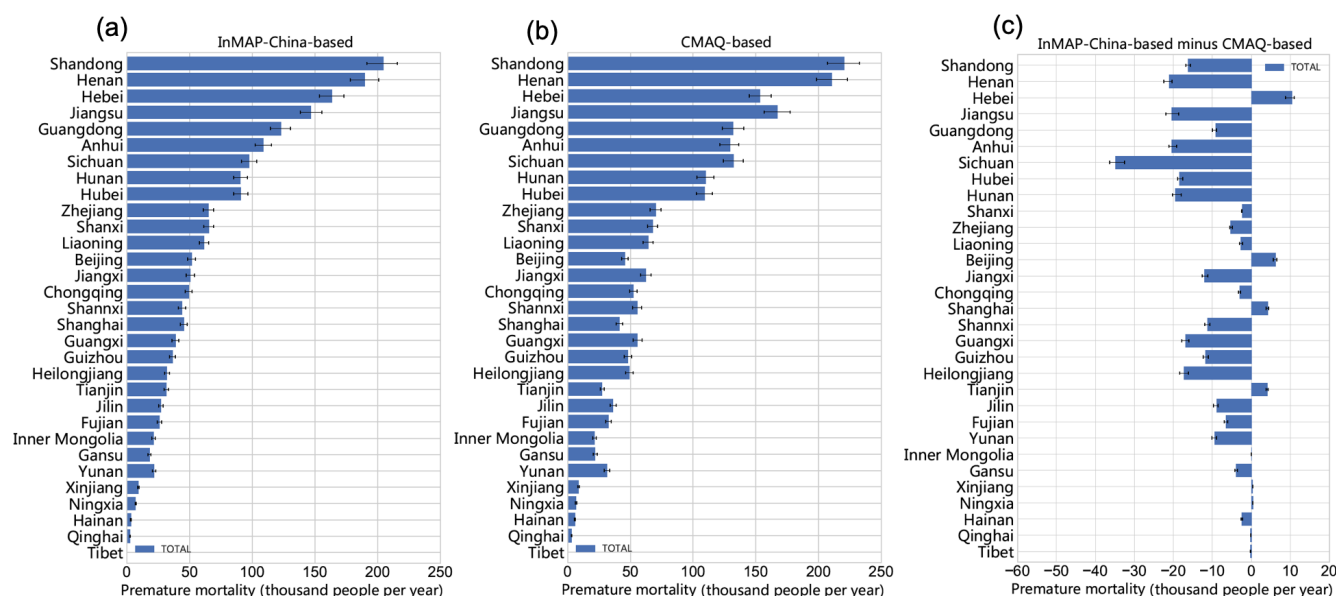 (a)
InMAP-China-based
Shandong
Henan
Hebei
Jiangsu
Guangdong
Anhui
Sichuan
Hunan
Hubei
Zhejiang
Shanxi
Liaoning
Beijing
Jiangxi
Chongqing
Shannxi
Shanghai
Guangxi
Guizhou
Heilongjiang
Tianjin
Jilin
Fujian
Inner Mongolia
Gansu
Yunan
Xinjiang
Ningxia
Hainan
Qinghai
Tibet
TOTAL
0 50 100 150 200 250
Premature mortality (thousand people per year)
(b)
CMAQ-based
Shandong
Henan
Hebei
Jiangsu
Guangdong
Anhui
Sichuan
Hunan
Hubei
Zhejiang
Shanxi
Liaoning
Beijing
Jiangxi
Chongqing
Shannxi
Shanghai
Guangxi
Guizhou
Heilongjiang
Tianjin
Jilin
Fujian
Inner Mongolia
Gansu
Yunan
Xinjiang
Ningxia
Hainan
Qinghai
Tibet
TOTAL
0 50 100 150 200 250
Premature mortality (thousand people per year)
(c)
InMAP-China-based minus CMAQ-based
TOTAL
Shandong
Henan
Hebei
Jiangsu
Guangdong
Anhui
Sichuan
Hubei
Hunan
Shanxi
Zhejiang
Liaoning
Beijing
Jiangxi
Chongqing
Shanghai
Shannxi
Guangxi
Guizhou
Heilongjiang
Tianjin
Jilin
Fujian
Yunan
Inner Mongolia
Gansu
Xinjiang
Ningxia
Hainan
Qinghai
Tibet
−60 −50 −40 −30 −20 −10 0 10 20
Premature mortality (thousand people per year)